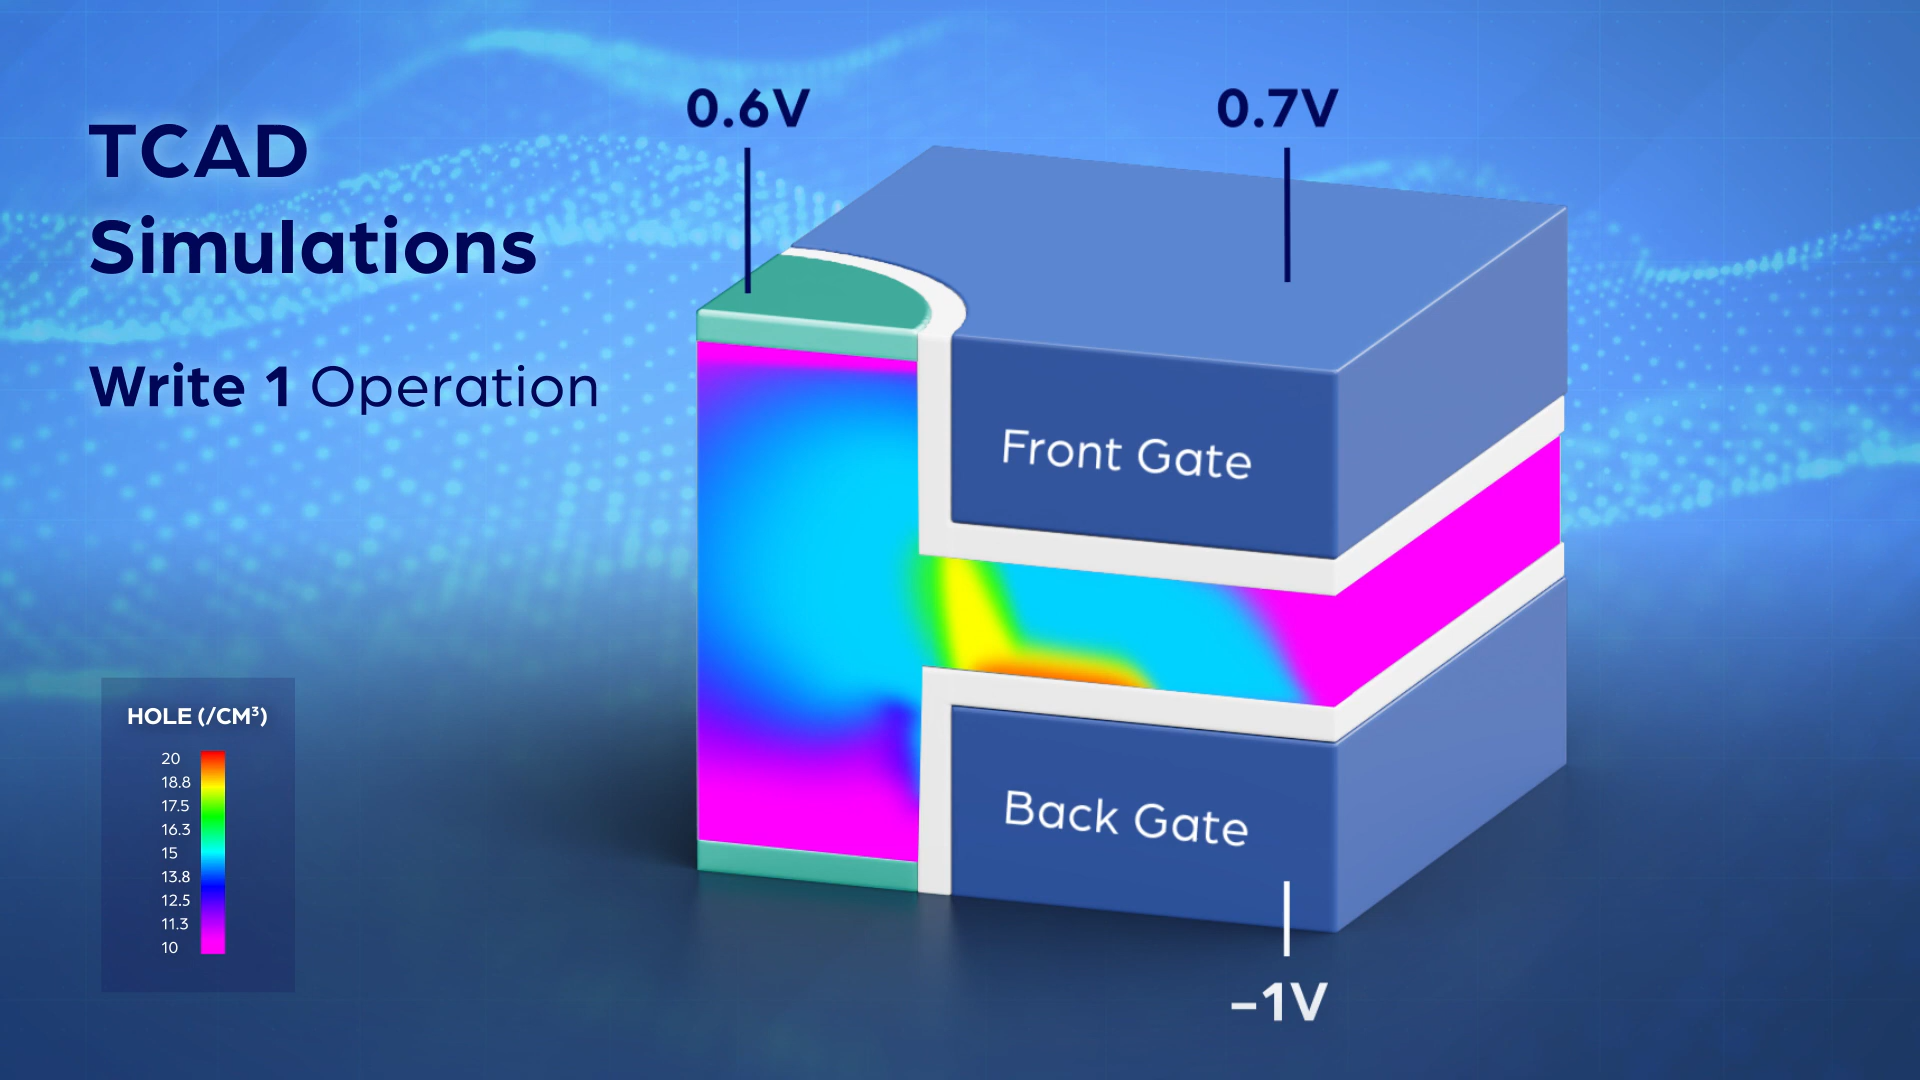 TCAD
Simulations
Write 1 Operation
0.6V
0.7V
Front Gate
Back Gate
–1V
HOLE (/CM³)
20
18.8
17.5
16.3
15
13.8
12.5
11.3
10